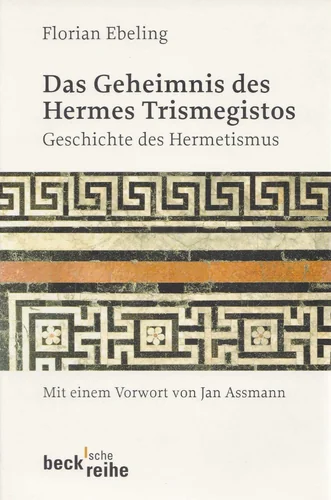 Florian Ebeling
Das Geheimnis des
Hermes Trismegistos
Geschichte des Hermetismus
Mit einem Vorwort von Jan Assmann
beck'sche
reihe